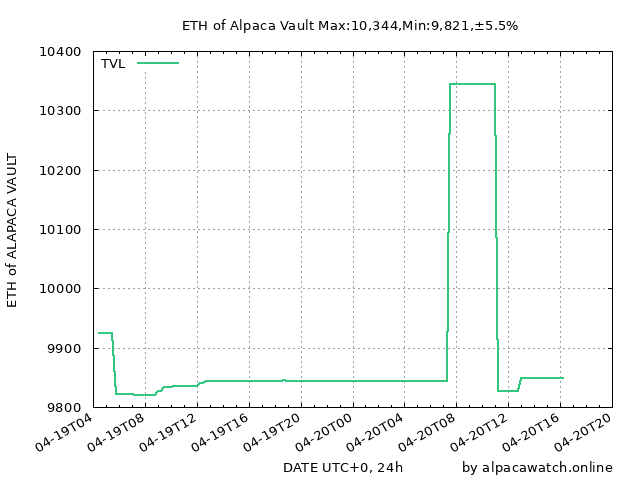 ETH of Alpaca Vault Max:10,344,Min:9,821,±5.5%
TVL
ETH of ALAPACA VAULT
10400
10300
10200
10100
10000
9900
9800
04-19T04 04-19T08 04-19T12 04-19T16 04-19T20 04-20T00 04-20T04 04-20T08 04-20T12 04-20T16 04-20T20
DATE UTC+0, 24h by alpacawatch.online